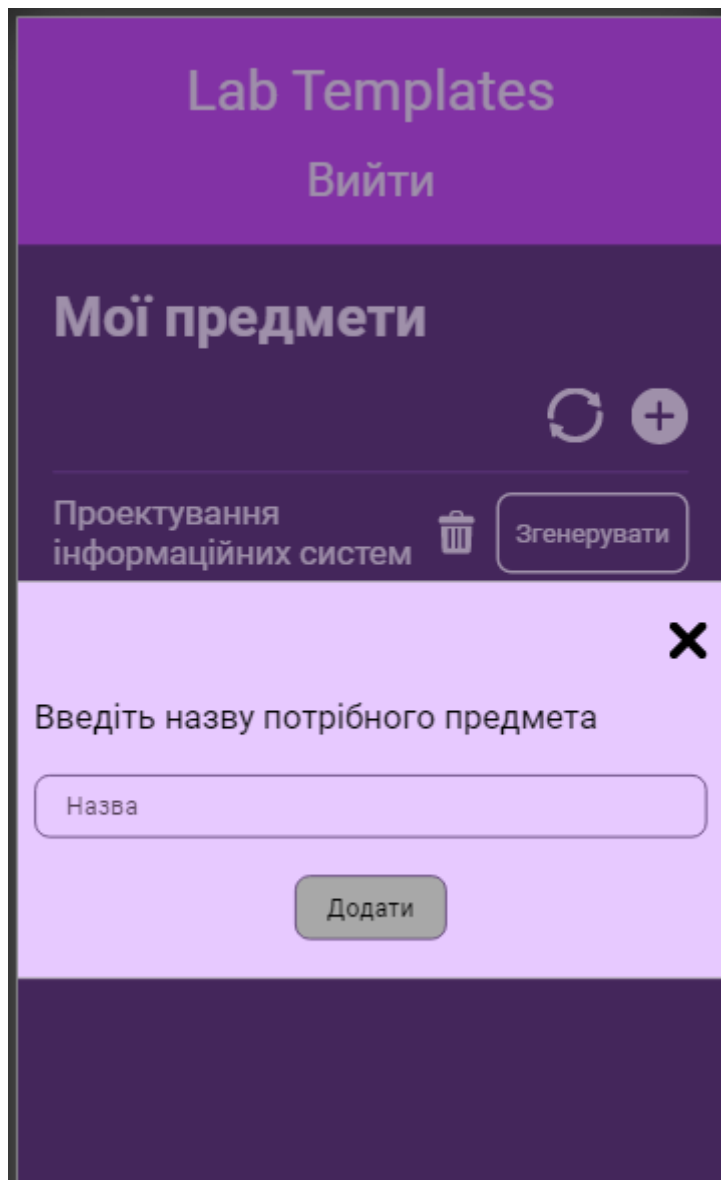 Lab Templates
Вийти
Мої предмети
Проектування
інформаційних систем
Згенерувати
Введіть назву потрібного предмета
Назва
Додати